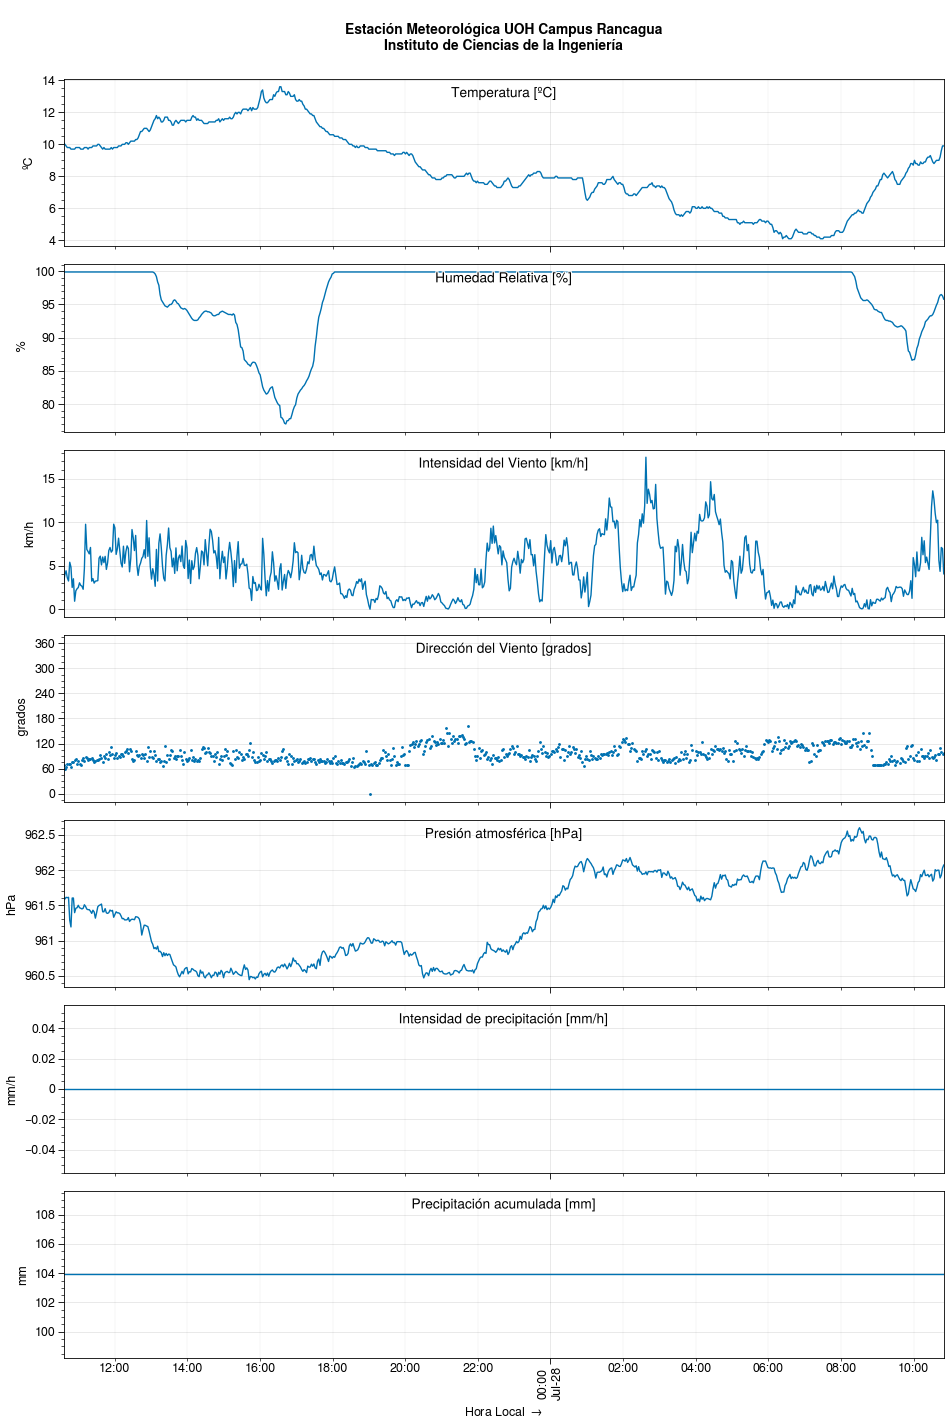 Estación Meteorológica UOH Campus Rancagua
Instituto de Ciencias de la Ingeniería
Temperatura [ºC]
ºC
14
12
10
8
6
4
Humedad Relativa [%]
%
100
95
90
85
80
Intensidad del Viento [km/h]
km/h
15
10
5
0
Dirección del Viento [grados]
grados
360
300
240
180
120
60
0
Presión atmosférica [hPa]
hPa
962.5
962
961.5
961
960.5
Intensidad de precipitación [mm/h]
mm/h
0.04
0.02
0
−0.02
−0.04
Precipitación acumulada [mm]
mm
108
106
104
102
100
12:00 14:00 16:00 18:00 20:00 22:00 00:00 02:00 04:00 06:00 08:00 10:00
Jul-28
Hora Local →